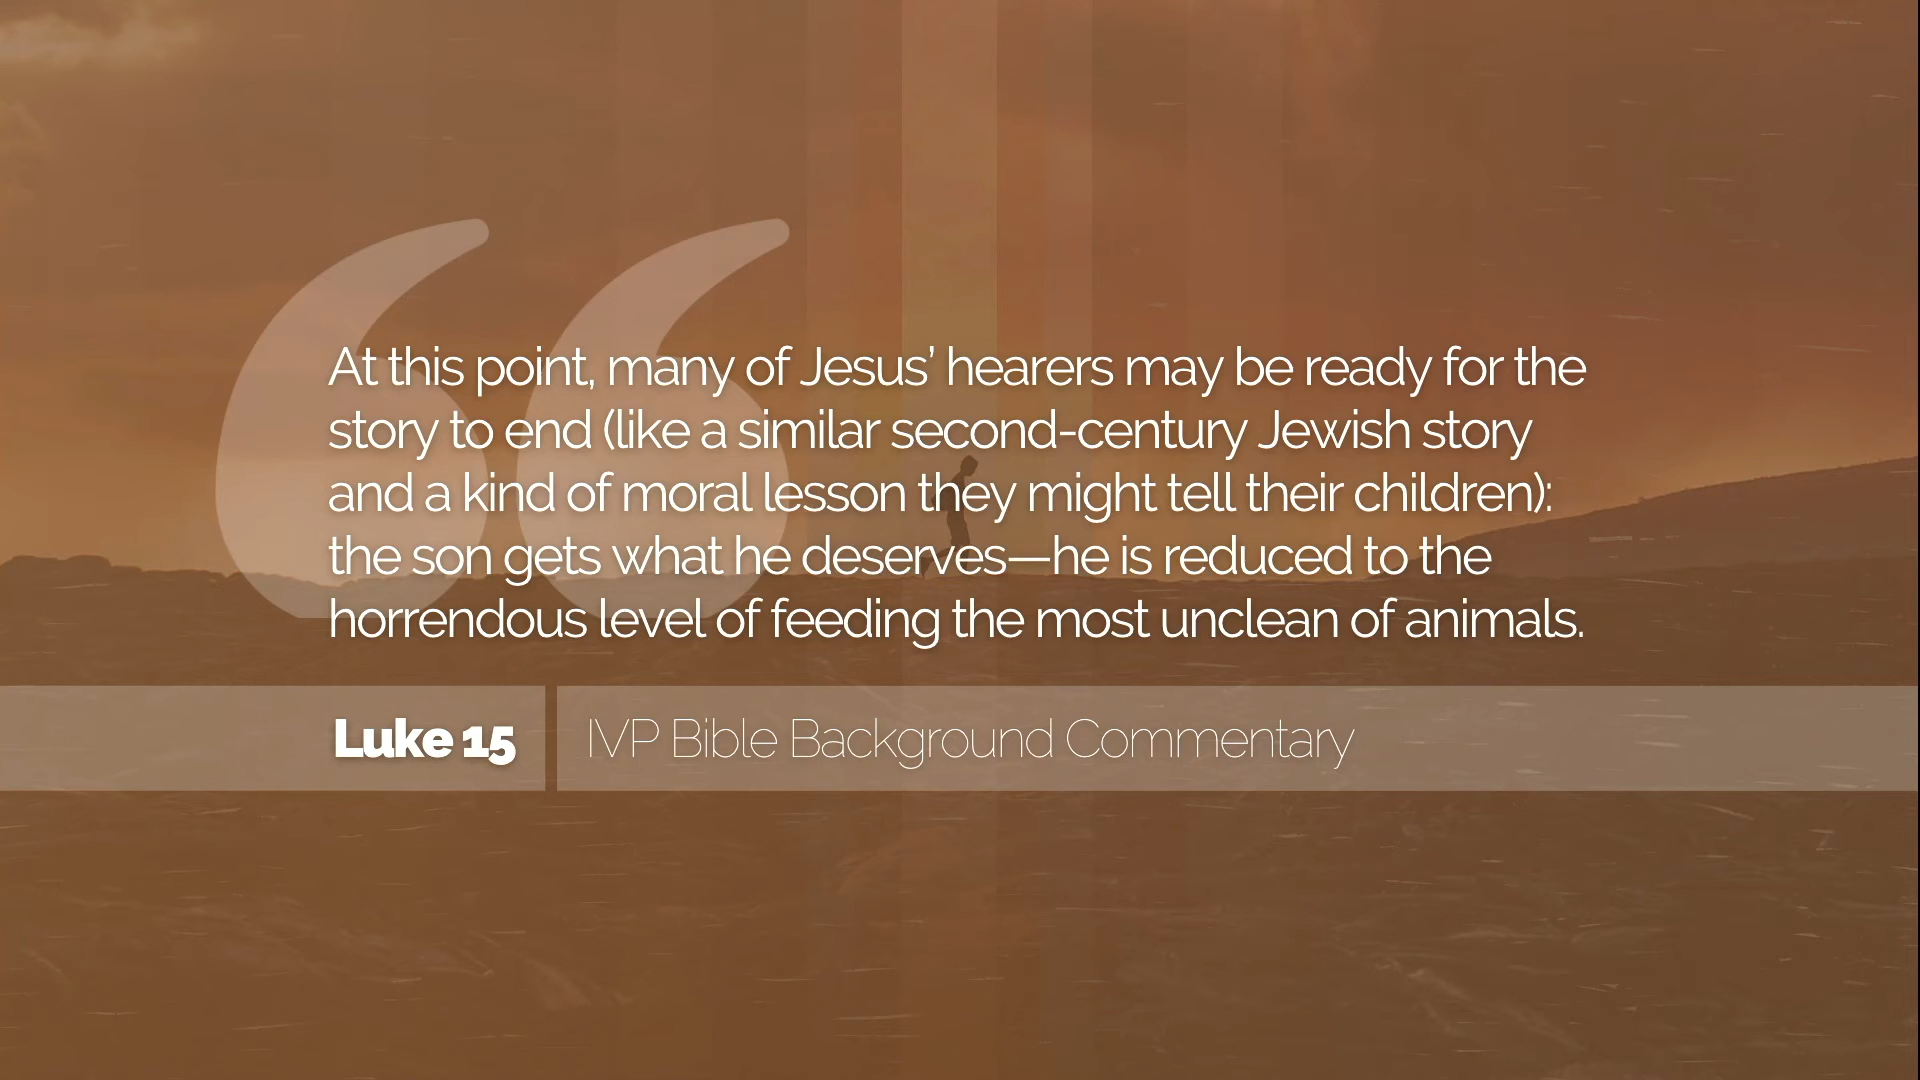 At this point, many of Jesus’ hearers may be ready for the
story to end (like a similar second-century Jewish story
and a kind of moral lesson they might tell their children):
the son gets what he deserves—he is reduced to the
horrendous level of feeding the most unclean of animals.
Luke 15
IVP Bible Background Commentary